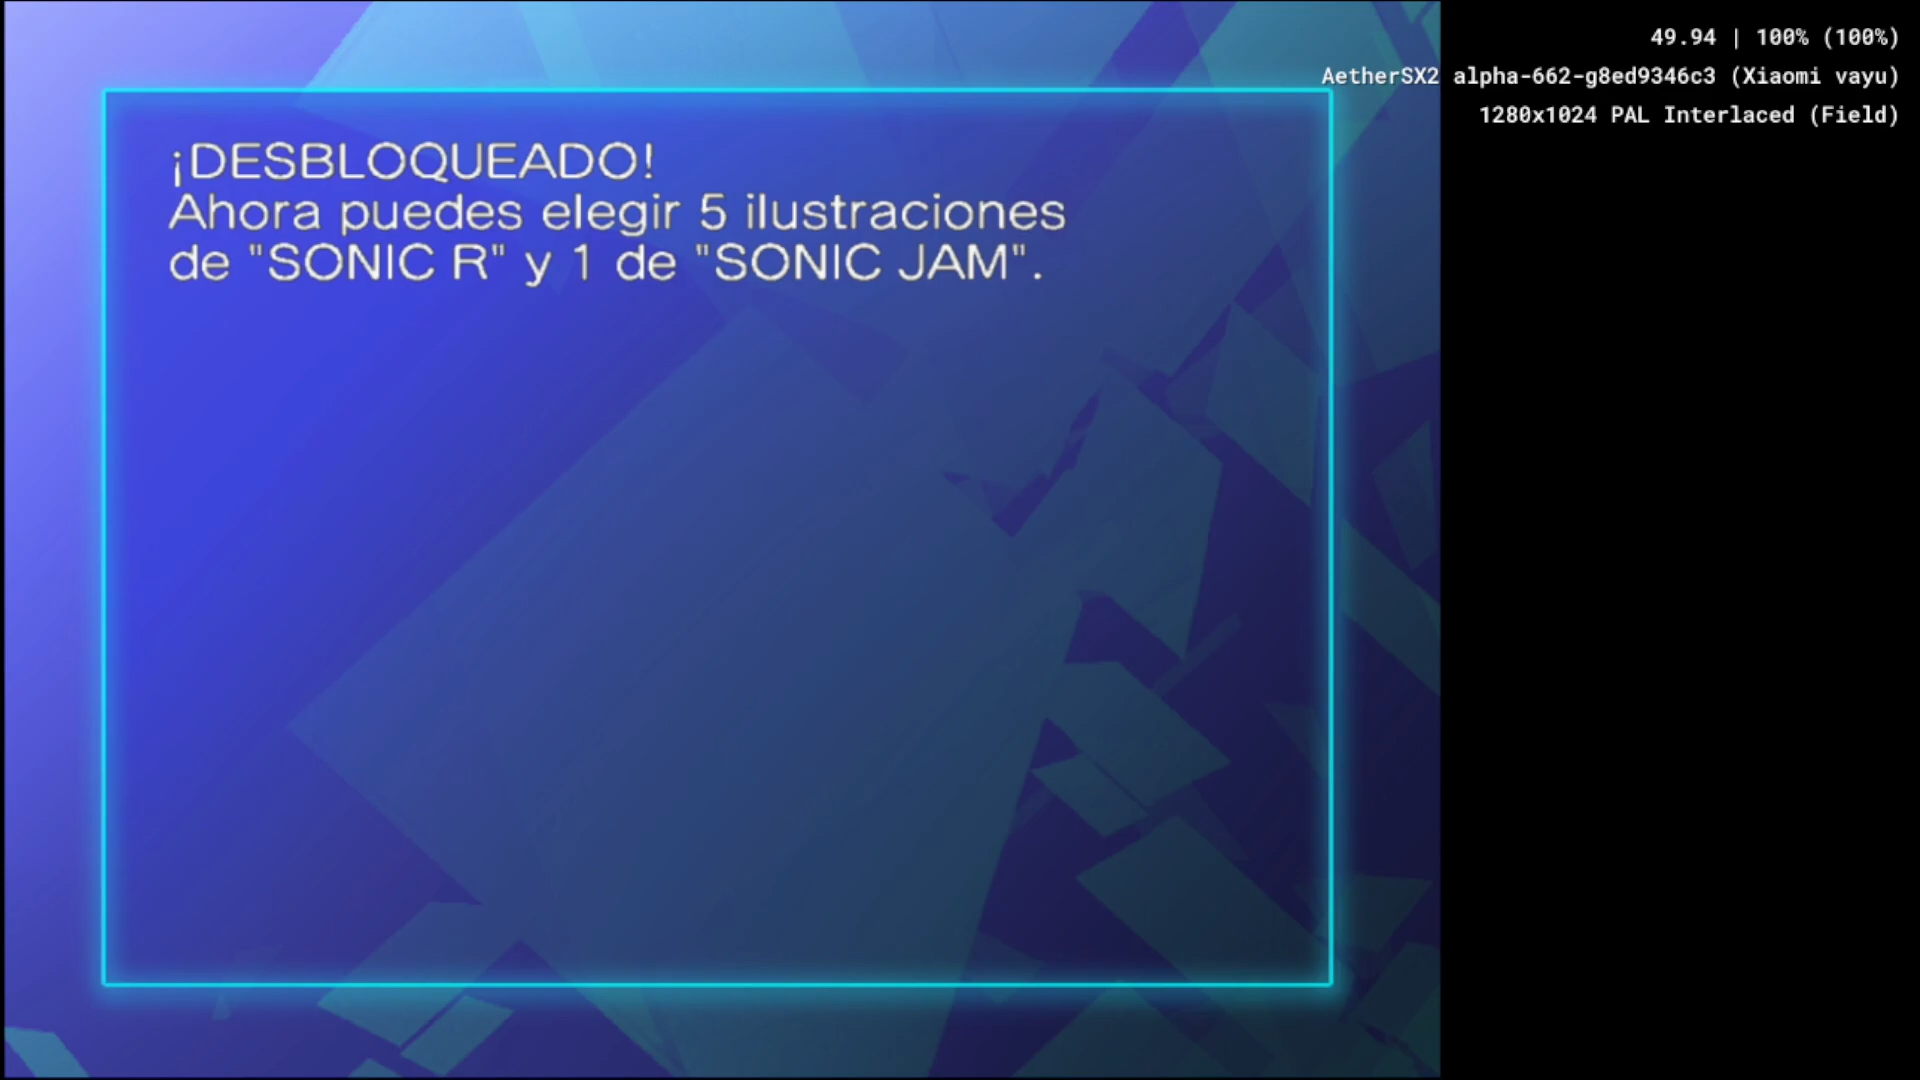 49.94 | 100% (100%)
AetherSX2 alpha-662-g8ed9346c3 (Xiaomi vayu)
1280x1024 PAL Interlaced (Field)
¡DESBLOQUEADO!
Ahora puedes elegir 5 ilustraciones
de "SONIC R" y 1 de "SONIC JAM".